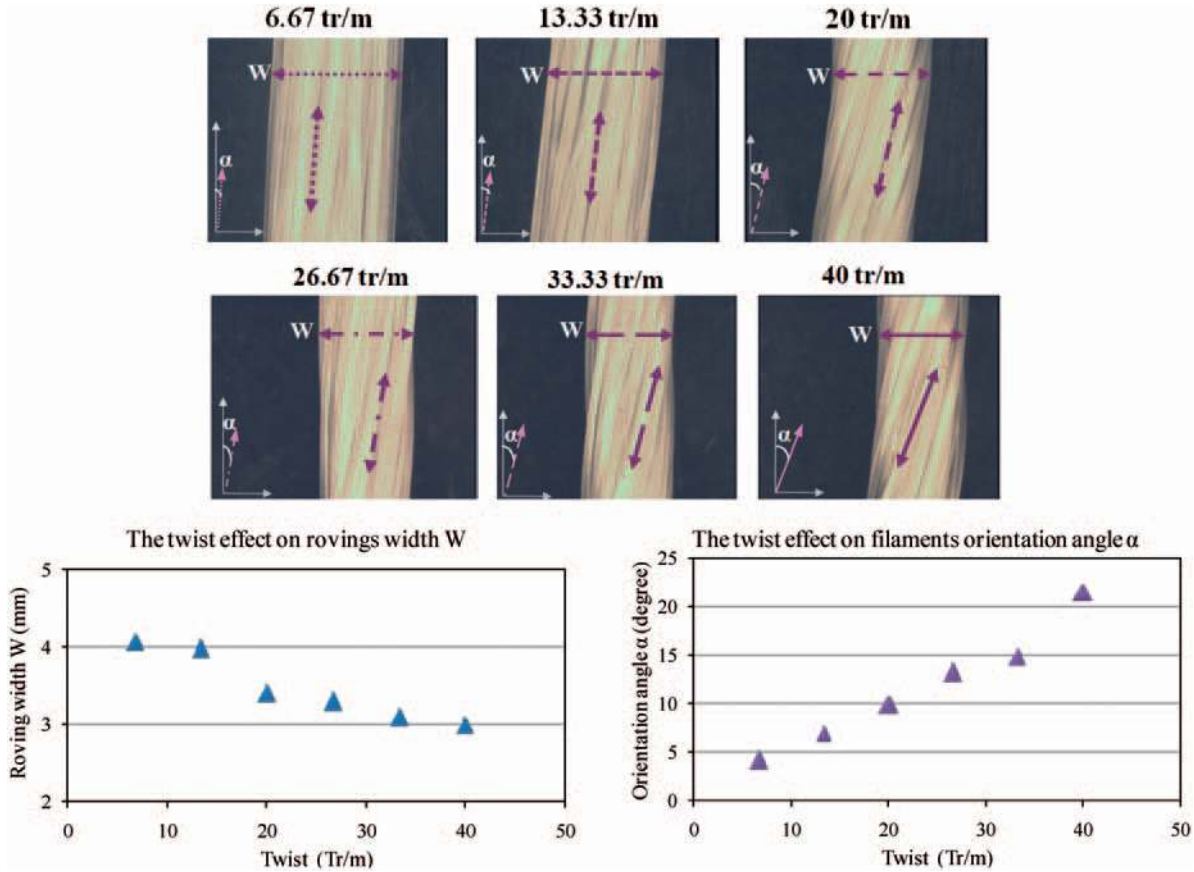 6.67 tr/m
13.33 tr/m
20 tr/m
W
W
W
α
α
α
26.67 tr/m
33.33 tr/m
40 tr/m
W
W
W
α
α
α
The twist effect on rovings width W
Roving width W (mm)
5
4
3
2
0
10
20
30
40
50
Twist (Tr/m)
The twist effect on filaments orientation angle α
Orientation angle α (degree)
25
20
15
10
5
0
0
10
20
30
40
50
Twist (Tr/m)